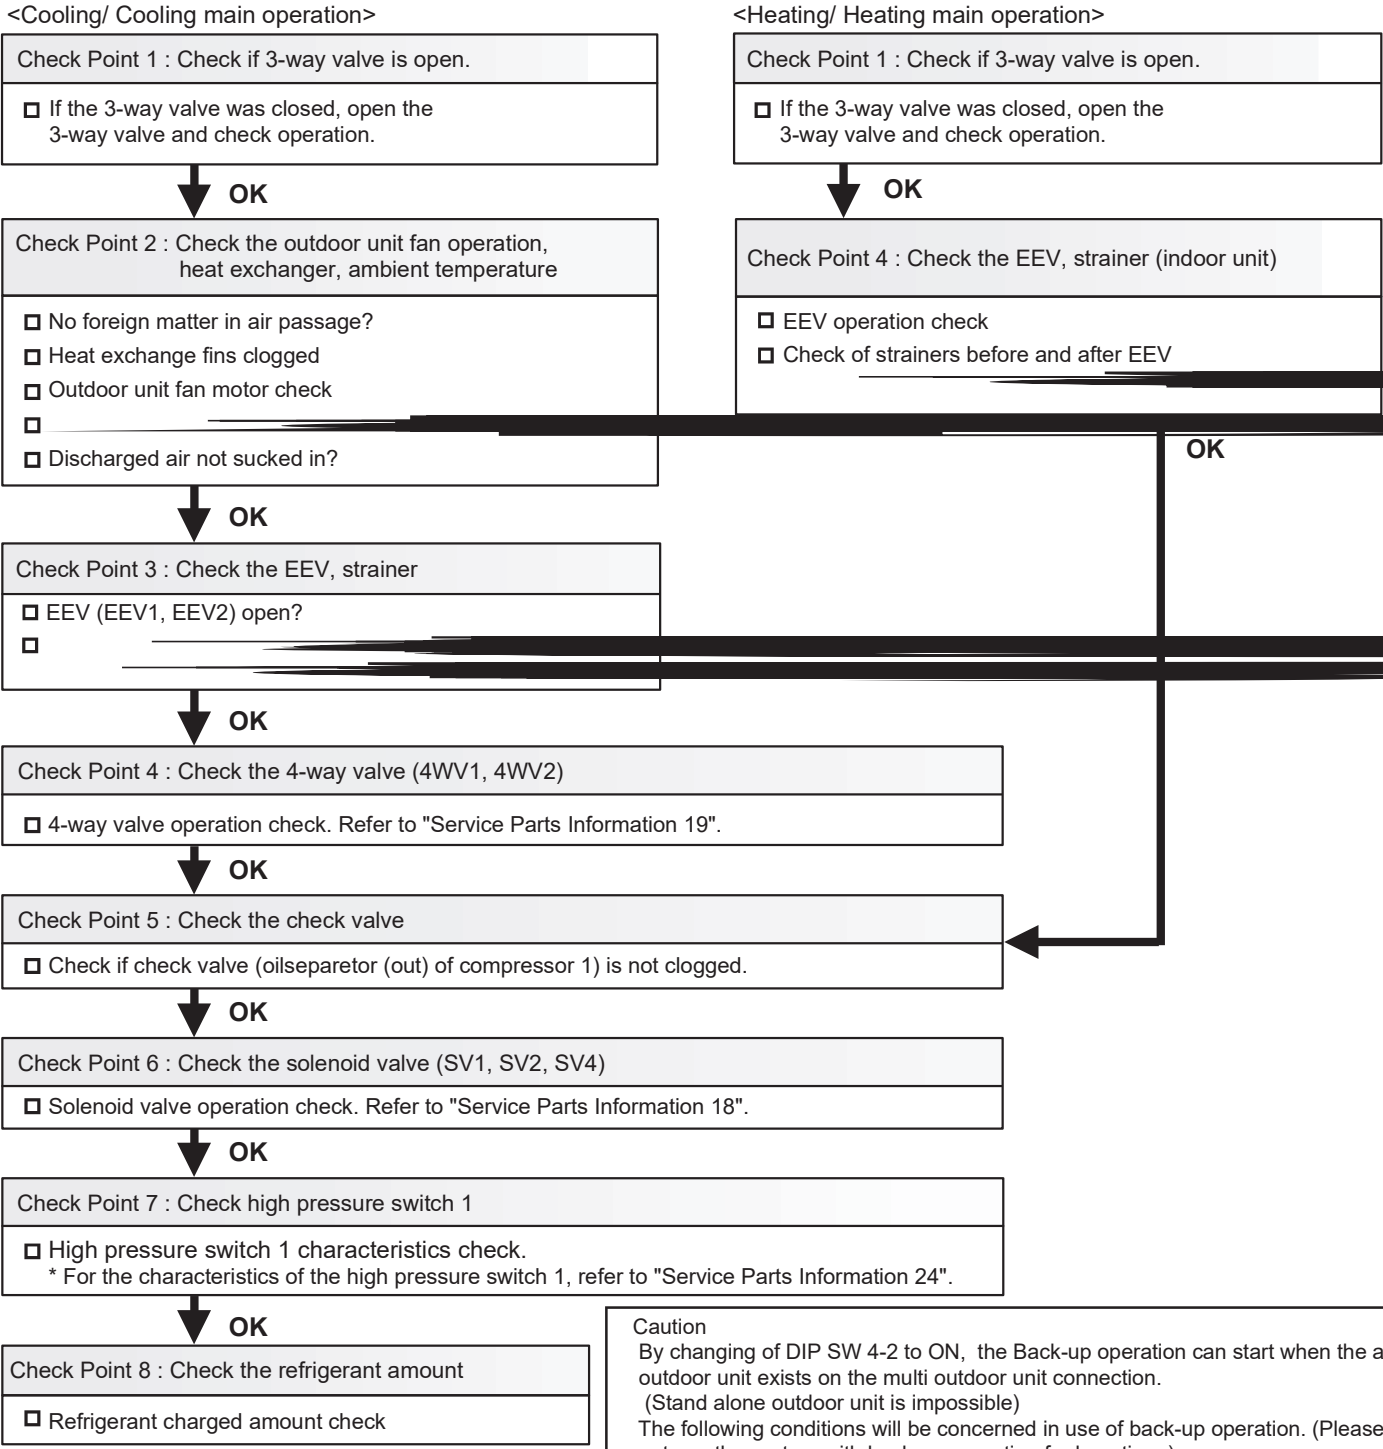 <Cooling/ Cooling main operation>
Check Point 1 : Check if 3-way valve is open.
If the 3-way valve was closed, open the
3-way valve and check operation.
OK
Check Point 2 : Check the outdoor unit fan operation,
heat exchanger, ambient temperature
No foreign matter in air passage?
Heat exchange fins clogged
Outdoor unit fan motor check
Discharged air not sucked in?
OK
Check Point 3 : Check the EEV, strainer
EEV (EEV1, EEV2) open?
OK
Check Point 4 : Check the 4-way valve (4WV1, 4WV2)
4-way valve operation check. Refer to "Service Parts Information 19".
OK
<Heating/ Heating main operation>
Check Point 1 : Check if 3-way valve is open.
If the 3-way valve was closed, open the
3-way valve and check operation.
OK
Check Point 4 : Check the EEV, strainer (indoor unit)
EEV operation check
Check of strainers before and after EEV
OK
Check Point 5 : Check the check valve
Check if check valve (oilseparetor (out) of compressor 1) is not clogged.
OK
Check Point 6 : Check the solenoid valve (SV1, SV2, SV4)
Solenoid valve operation check. Refer to "Service Parts Information 18".
OK
Check Point 7 : Check high pressure switch 1
High pressure switch 1 characteristics check.
* For the characteristics of the high pressure switch 1, refer to "Service Parts Information 24".
OK
Check Point 8 : Check the refrigerant amount
Refrigerant charged amount check
Caution
By changing of DIP SW 4-2 to ON, the Back-up operation can start when the a
outdoor unit exists on the multi outdoor unit connection.
(Stand alone outdoor unit is impossible)
The following conditions will be concerned in use of back-up operation. (Please